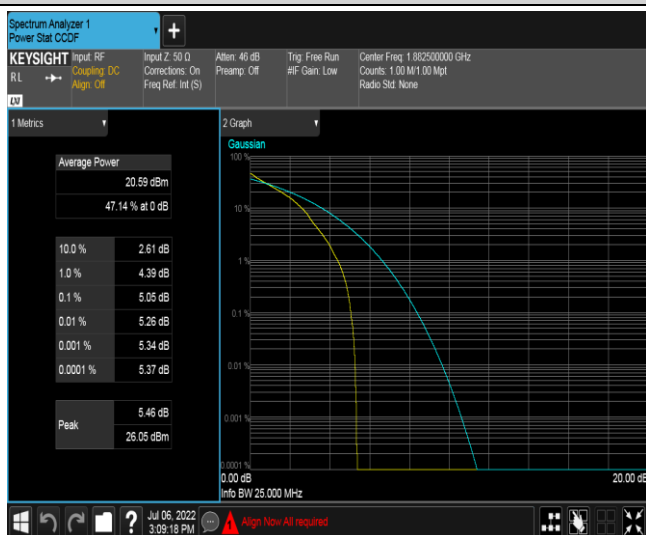 Spectrum Analyzer 1
Power Stat CCDF
+
KEYSIGHT
RL
LXI
Input: RF
Coupling: DC
Align: Off
Input Z: 50 Ω
Corrections: On
Freq Ref: Int (S)
Atten: 46 dB
Preamp: Off
Trig: Free Run
#IF Gain: Low
Center Freq: 1.882500000 GHz
Counts: 1.00 M/1.00 Mpt
Radio Std: None
1 Metrics
Average Power
20.59 dBm
47.14 % at 0 dB
10.0 % 2.61 dB
1.0 % 4.39 dB
0.1 % 5.05 dB
0.01 % 5.26 dB
0.001 % 5.34 dB
0.0001 % 5.37 dB
Peak
5.46 dB
26.05 dBm
2 Graph
Gaussian
100 %
10 %
1 %
0.1 %
0.01 %
0.001 %
0.0001 %
0.00 dB
20.00 dB
Info BW 25.000 MHz
?
Jul 06, 2022
3:09:18 PM
Align Now All required